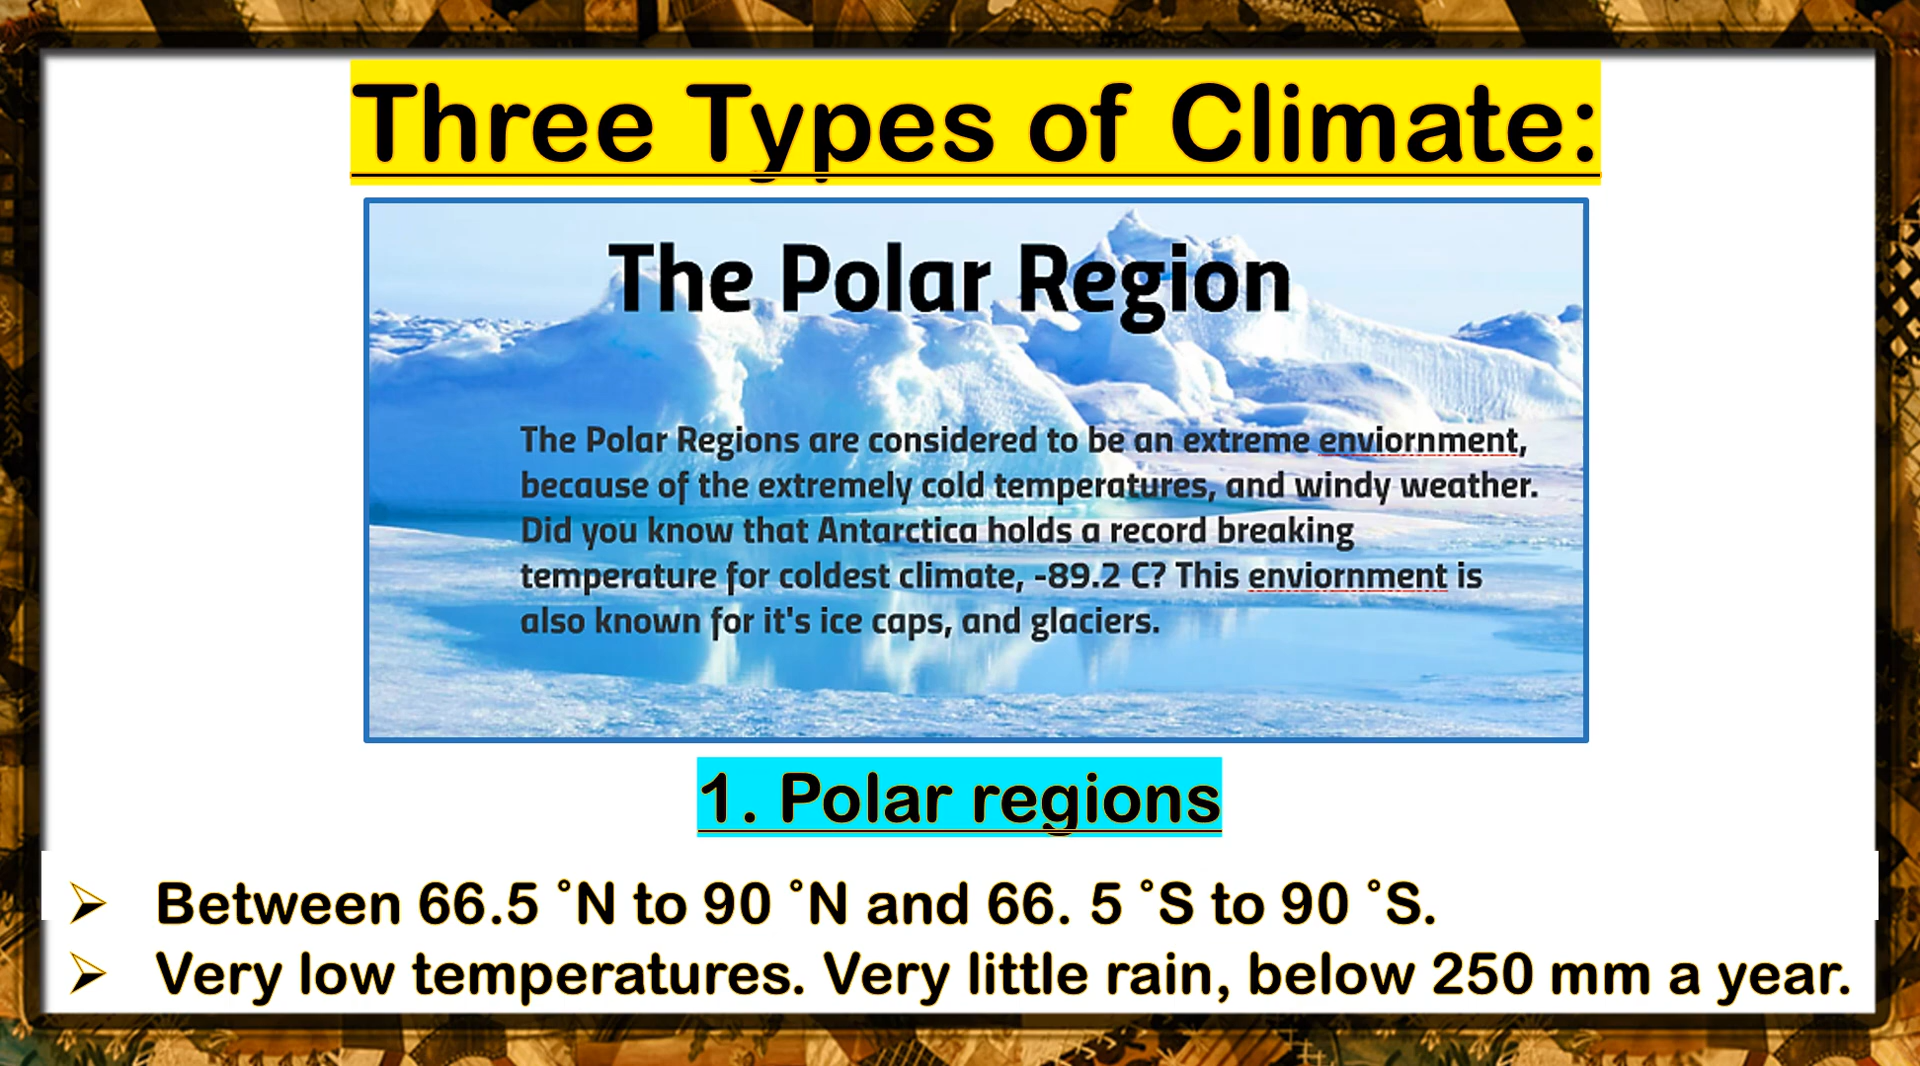 Three Types of Climate:
The Polar Region
The Polar Regions are considered to be an extreme enviornment,
because of the extremely cold temperatures, and windy weather.
Did you know that Antarctica holds a record breaking
temperature for coldest climate, -89.2 C? This enviornment is
also known for it's ice caps, and glaciers.
1. Polar regions
➢ Between 66.5 ˚N to 90 ˚N and 66. 5 ˚S to 90 ˚S.
➢ Very low temperatures. Very little rain, below 250 mm a year.